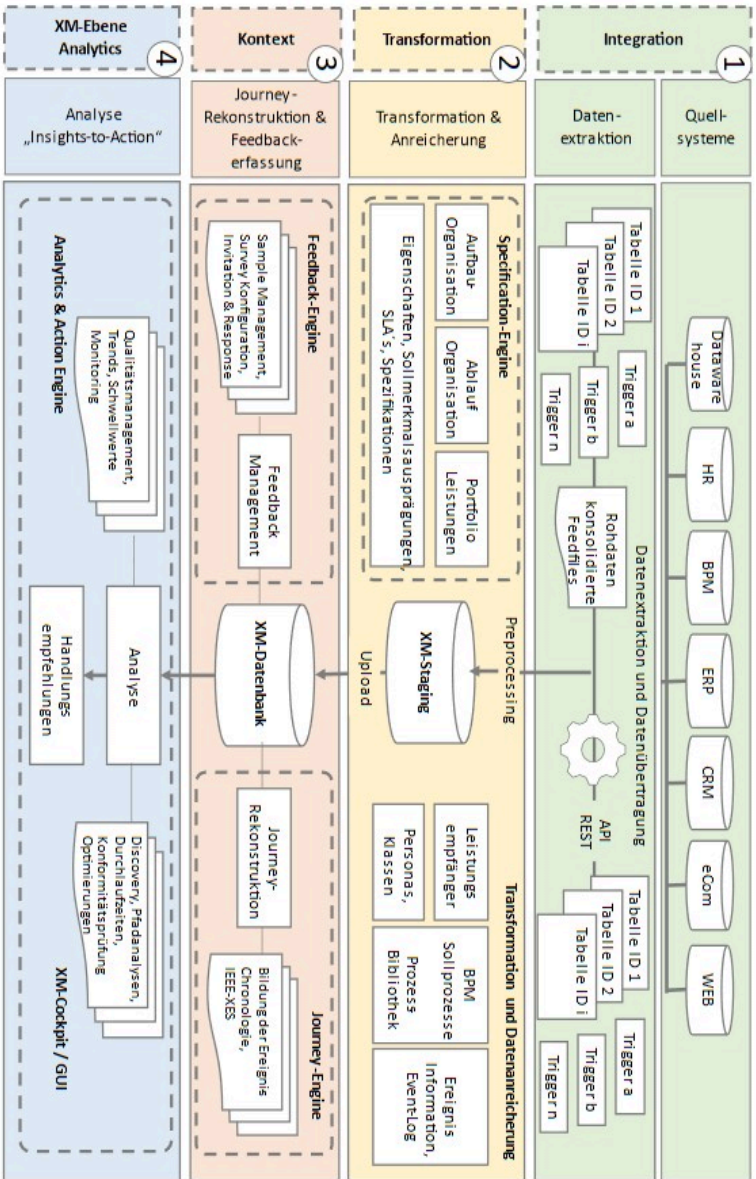 1
Integration
Quell-
systeme
Dataware
house
HR
BPM
ERP
CRM
eCom
WEB
Daten-
extraktion
Datenextraktion und Datenübertragung
Tabelle ID 1
Tabelle ID 2
Tabelle ID i
Trigger a
Trigger b
Trigger n
Rohdaten
konsolidierte
Feedfiles
API
REST
Tabelle ID 1
Tabelle ID 2
Tabelle ID i
Trigger a
Trigger b
Trigger n
2
Transformation
Transformation &
Anreicherung
Preprocessing
Specification-Engine
Aufbau-
Organisation
Ablauf
Organisation
Portfolio
Leistungen
Eigenschaften, Sollmerkmalsausprägungen,
SLA's, Spezifikationen
XM-Staging
Upload
Transformation und Datenanreicherung
Leistungs
empfänger
Personas,
Klassen
BPM
Sollprozesse
Prozess
Bibliothek
Ereignis
Information,
Event-Log
3
Kontext
Journey-
Rekonstruktion &
Feedback-
erfassung
Feedback-Engine
Sample Management,
Survey Konfiguration,
Invitation & Response
Feedback
Management
XM-Datenbank
Journey-
Rekonstruktion
Journey-Engine
Bildung der Ereignis
Chronologie,
IEEE-XES
4
XM-Ebene
Analytics
Analyse
„Insights-to-Action“
Qualitätsmanagement,
Trends, Schwellwerte
Monitoring
Analytics & Action Engine
Analyse
Handlungs
empfehlungen
Discovery, Pfadanalysen,
Durchlaufzeiten,
Konformitätsprüfung
Optimierungen
XM-Cockpit / GUI